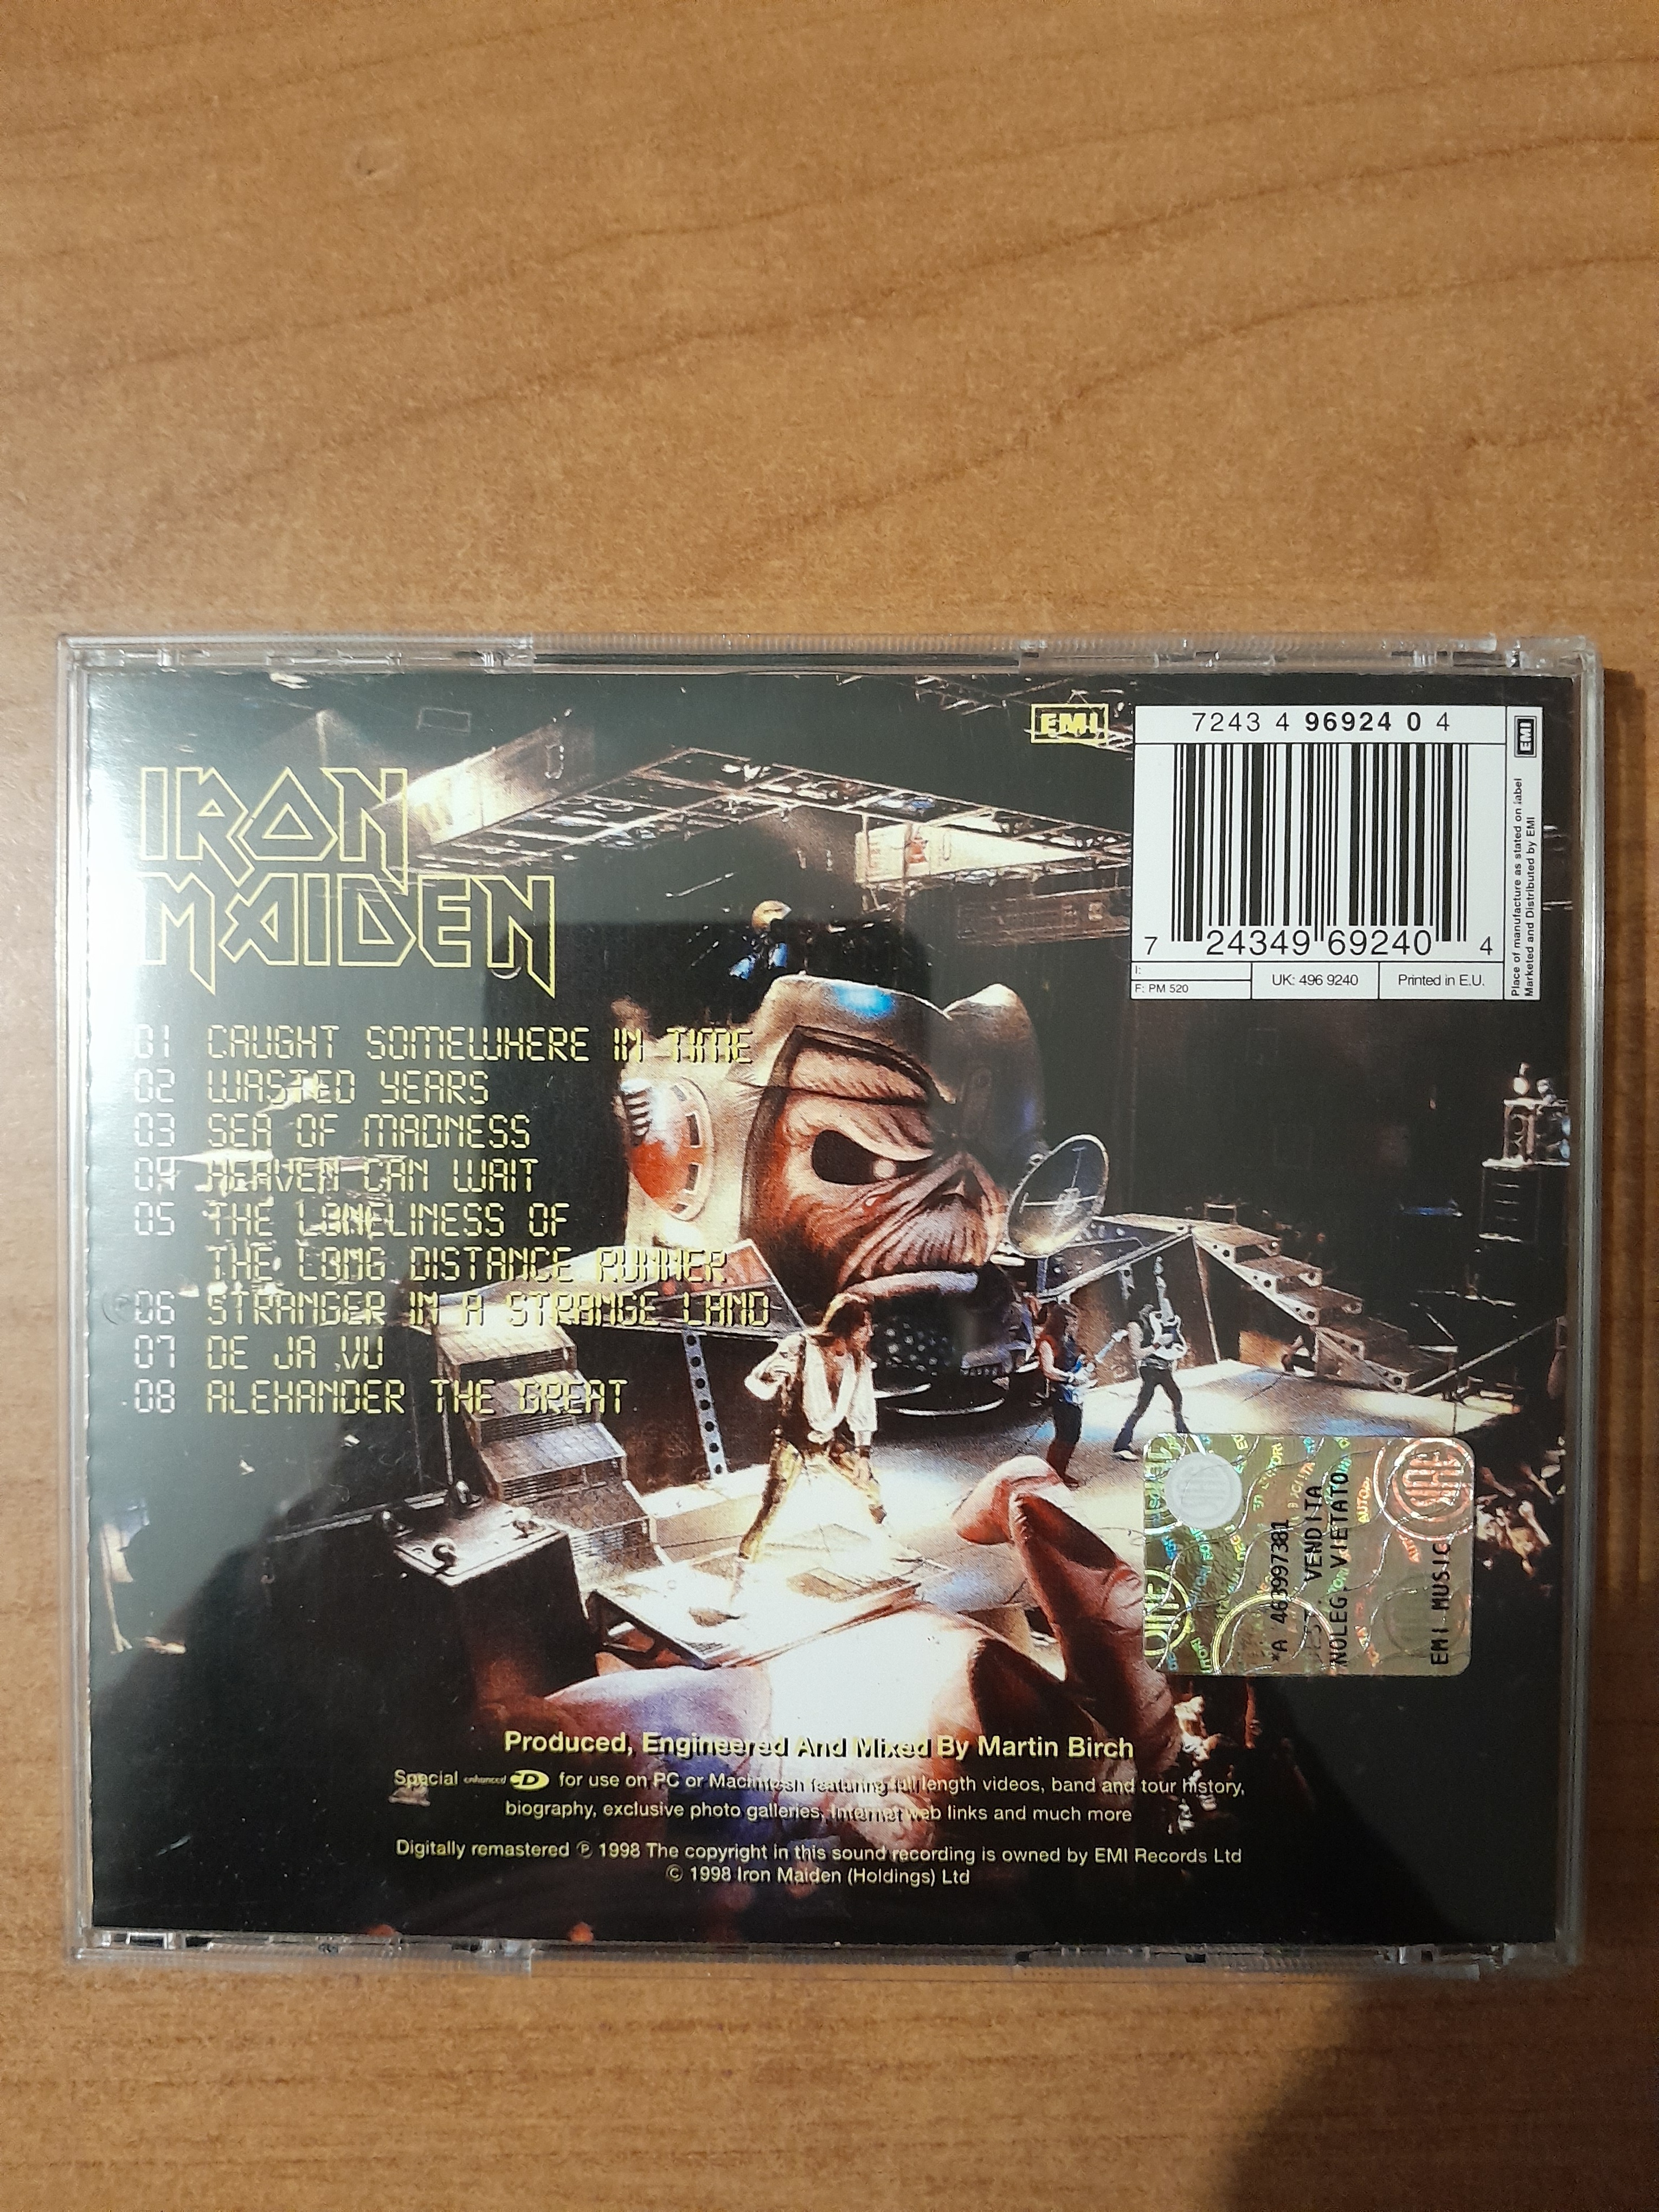 EMI
7243 4 96924 0 4
EMI
Place of manufacture as stated on label
Marketed and Distributed by EMI
7 24349 69240 4
I:
F: PM 520
UK: 496 9240
Printed in E.U.
IRON
MAIDEN
01 CAUGHT SOMEWHERE IN TIME
02 WASTED YEARS
03 SEA OF MADNESS
04 HEAVEN CAN WAIT
05 THE LONELINESS OF
THE LONG DISTANCE RUNNER
06 STRANGER IN A STRANGE LAND
07 DE JA VU
08 ALEXANDER THE GREAT
VENDITA
NOLEG.VIETATO
EMI MUSIC
SIAE
Produced, Engineered And Mixed By Martin Birch
Special enhanced CD for use on PC or Macintosh featuring full length videos, band and tour history,
biography, exclusive photo galleries, Internet web links and much more
Digitally remastered ℗ 1998 The copyright in this sound recording is owned by EMI Records Ltd
© 1998 Iron Maiden (Holdings) Ltd